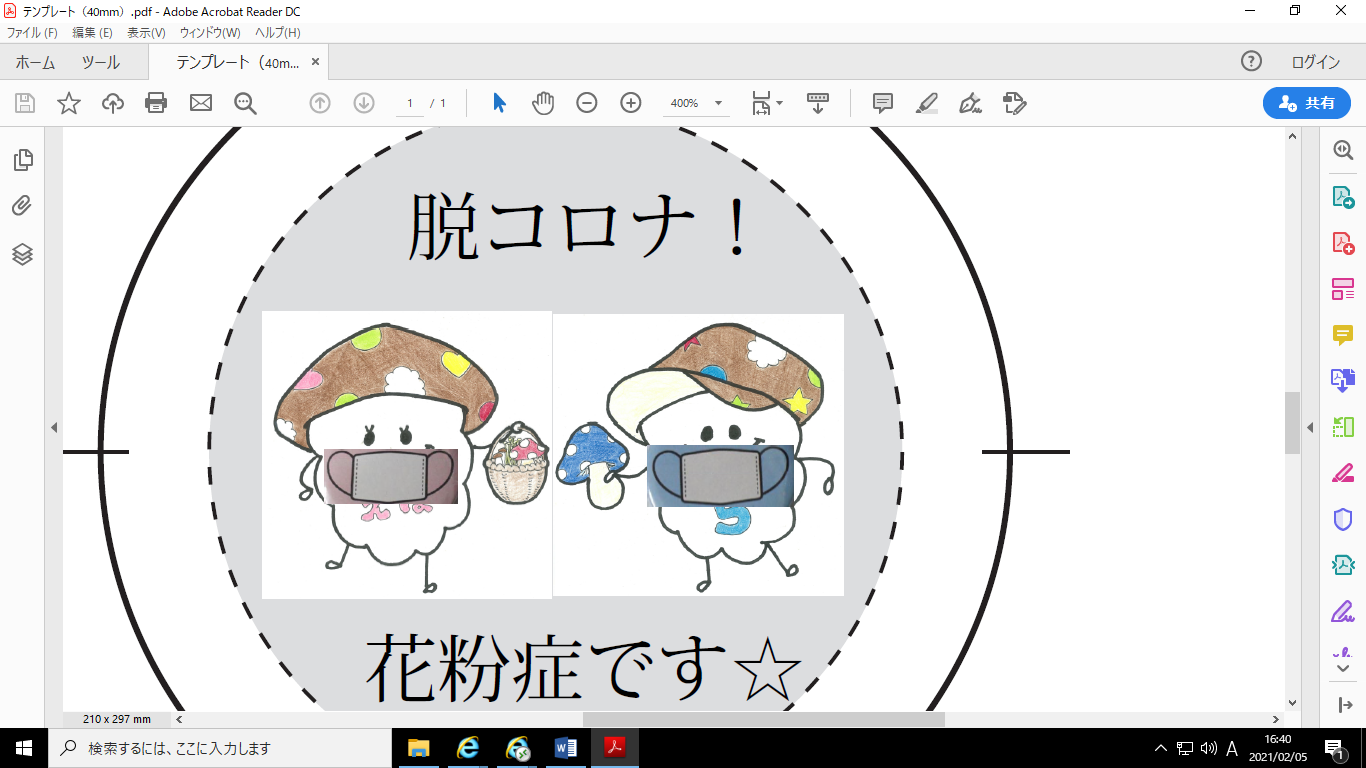 テンプレート（40mm）.pdf - Adobe Acrobat Reader DC
ファイル (F) 編集 (E) 表示(V) ウィンドウ(W) ヘルプ(H)
ホーム ツール テンプレート（40m... × ログイン
1 / 1 400% 共有
脱コロナ！
ら
花粉症です☆
210 x 297 mm
検索するには、ここに入力します
A 16:40
2021/02/05
1